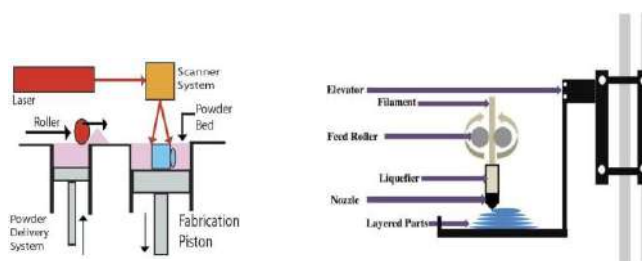 Laser
Scanner
System
Roller
Powder
Bed
Powder
Delivery
System
Fabrication
Piston
Elevator
Filament
Feed Roller
Liquefier
Nozzle
Layered Parts